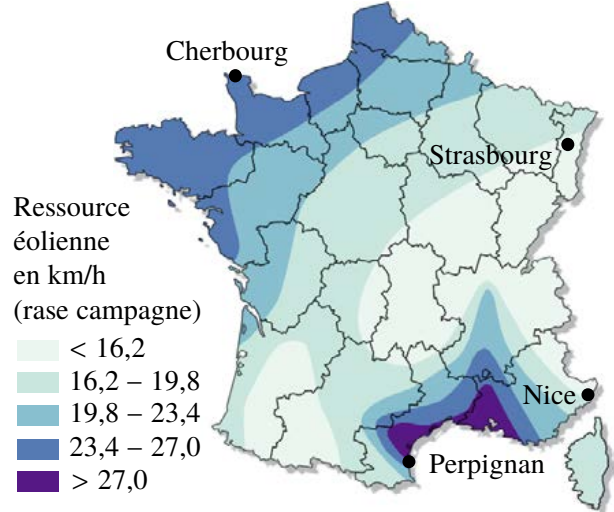 Cherbourg
Strasbourg
Ressource
éolienne
en km/h
(rase campagne)
< 16,2
16,2 – 19,8
19,8 – 23,4
23,4 – 27,0
> 27,0
Nice
Perpignan